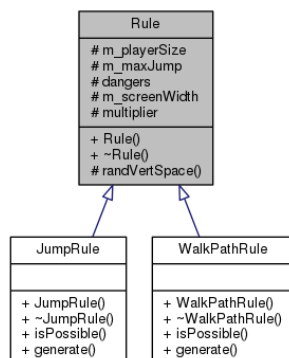 Rule
# m_playerSize
# m_maxJump
# dangers
# m_screenWidth
# multiplier
+ Rule()
+ ~Rule()
# randVertSpace()
JumpRule
+ JumpRule()
+ ~JumpRule()
+ isPossible()
+ generate()
WalkPathRule
+ WalkPathRule()
+ ~WalkPathRule()
+ isPossible()
+ generate()